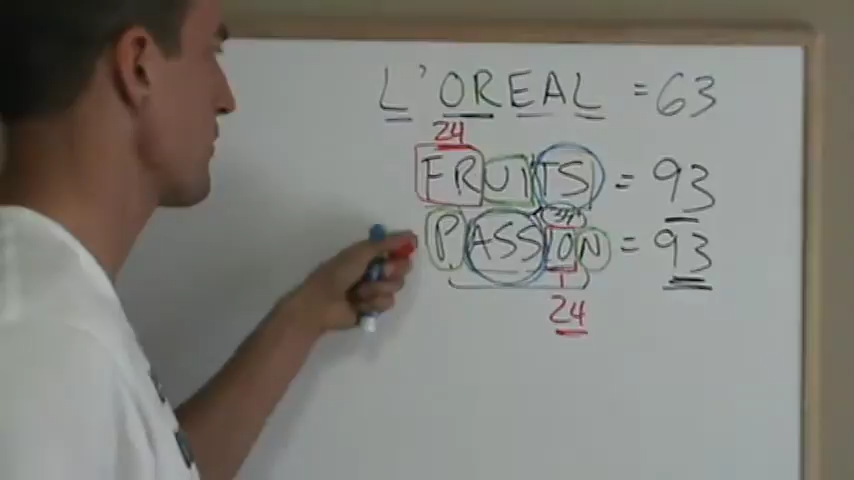 L'OREAL = 63
24
FRUITS = 93
PASSION = 93
24